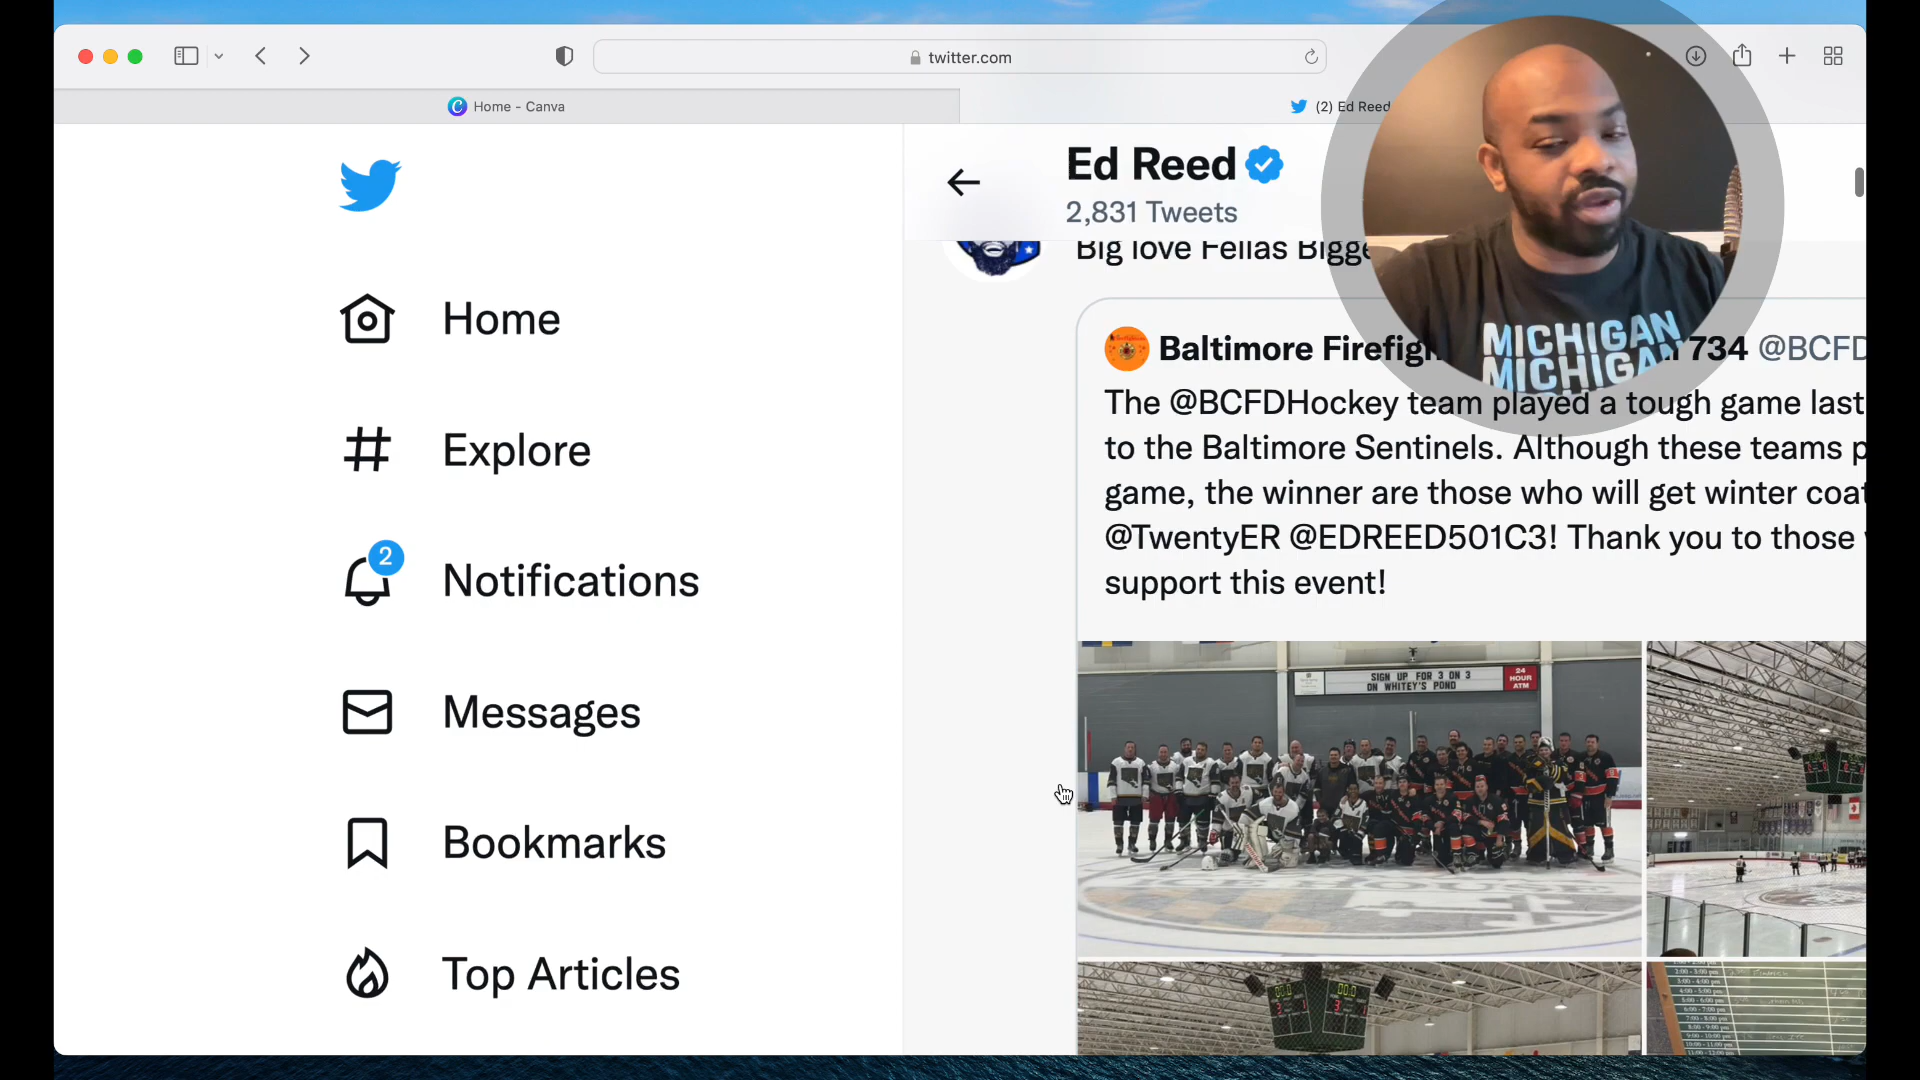 twitter.com
Home - Canva
(2) Ed Reed
Ed Reed
2,831 Tweets
Big love Fellas
Home
Explore
2
Notifications
Messages
Bookmarks
Top Articles
Baltimore 734 @BCFD
The @BCFDHockey team played a tough game last
to the Baltimore Sentinels. Although these teams p
game, the winner are those who will get winter coat
@TwentyER @EDREED501C3! Thank you to those
support this event!
MICHIGAN
MICHIGAN
SIGN UP FOR 3 ON 3
ON WHITEY'S POND
24
HOUR
ATM